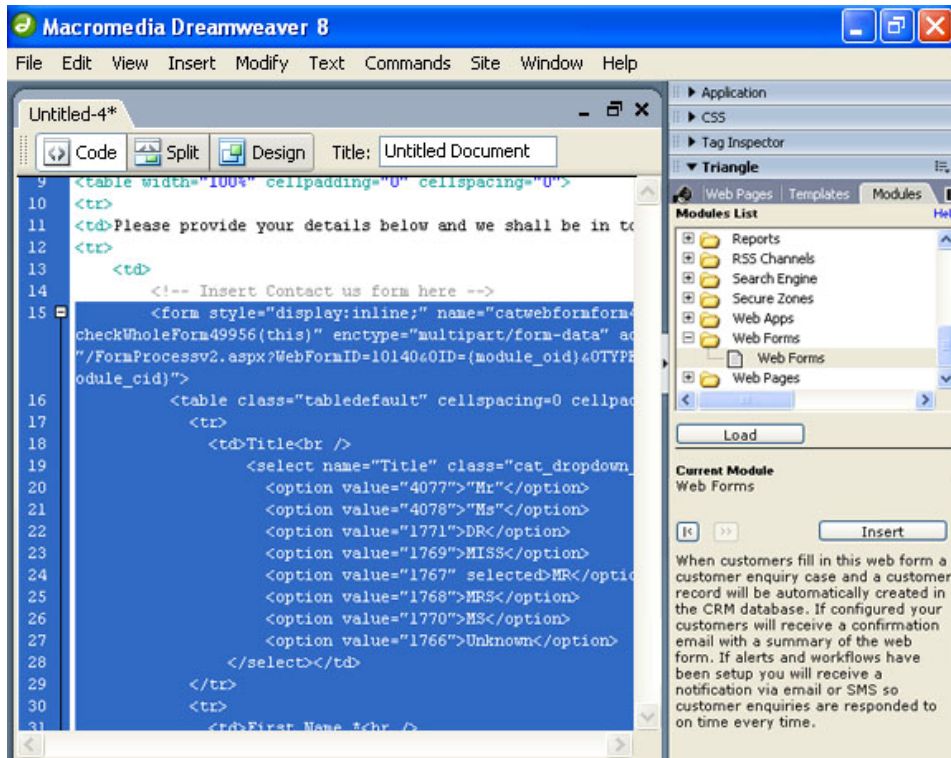 Macromedia Dreamweaver 8
File Edit View Insert Modify Text Commands Site Window Help
Untitled-4*
Code Split Design Title: Untitled Document
9 <table width="100%" cellpadding="0" cellspacing="0">
10 <tr>
11 <td>Please provide your details below and we shall be in to
12 <tr>
13 <td>
14 <!-- Insert Contact us form here -->
15 <form style="display:inline;" name="catwebformform4
checkWholeForm49956(this)" enctype="multipart/form-data" ac
"/FormProcessv2.aspx?WebFormID=10140&OID={module_oid}&OTYPE
odule_cid}">
16 <table class="tabledefault" cellspacing=0 cellpad
17 <tr>
18 <td>Title<br />
19 <select name="Title" class="cat_dropdown_
20 <option value="4077">"Mr"</option>
21 <option value="4078">"Ms"</option>
22 <option value="1771">DR</option>
23 <option value="1769">MISS</option>
24 <option value="1767" selected>MR</optio
25 <option value="1768">MRS</option>
26 <option value="1770">MS</option>
27 <option value="1766">Unknown</option>
28 </select></td>
29 </tr>
30 <tr>
31 <td>First Name *<br />
Application
CSS
Tag Inspector
Triangle
Web Pages Templates Modules
Modules List Hel
Reports
RSS Channels
Search Engine
Secure Zones
Web Apps
Web Forms
Web Forms
Web Pages
Load
Current Module
Web Forms
Insert
When customers fill in this web form a
customer enquiry case and a customer
record will be automatically created in
the CRM database. If configured your
customers will receive a confirmation
email with a summary of the web
form. If alerts and workflows have
been setup you will receive a
notification via email or SMS so
customer enquiries are responded to
on time every time.